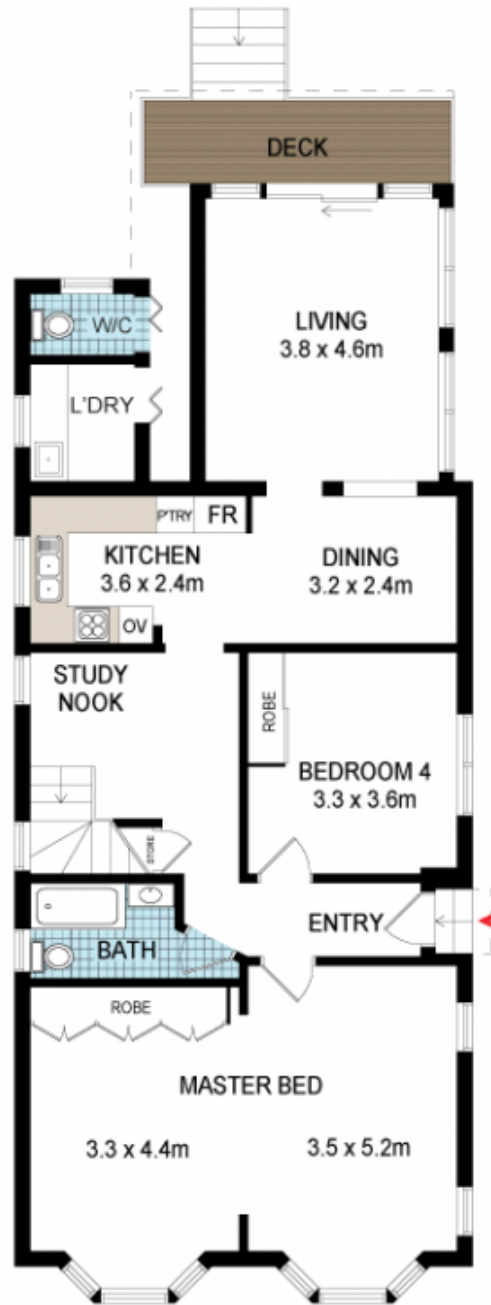 DECK
LIVING
3.8 x 4.6m
W/C
L'DRY
P'TRY
FR
KITCHEN
3.6 x 2.4m
DINING
3.2 x 2.4m
OV
STUDY
NOOK
ROBE
BEDROOM 4
3.3 x 3.6m
STORE
ENTRY
BATH
ROBE
MASTER BED
3.3 x 4.4m
3.5 x 5.2m